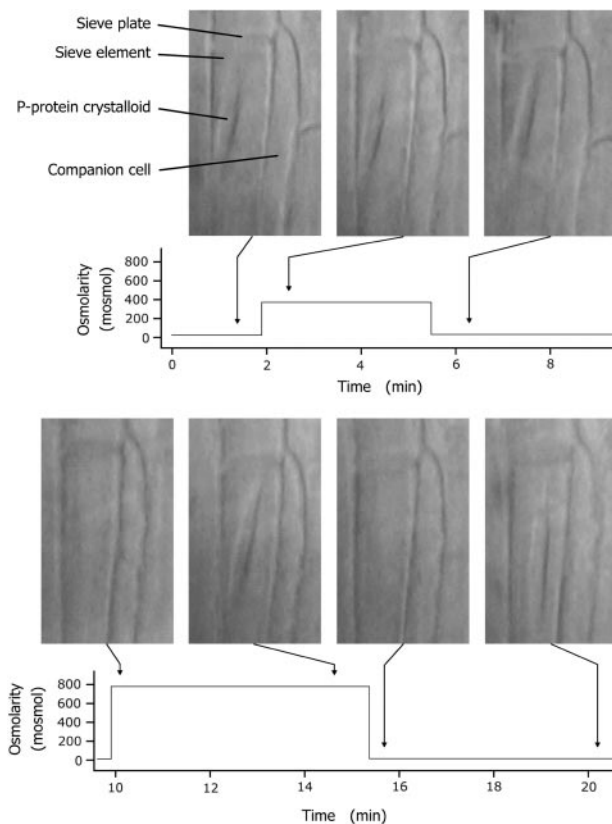 Sieve plate
Sieve element
P-protein crystalloid
Companion cell
Osmolarity
(mosmol)
800
600
400
200
0
0 2 4 6 8
Time (min)
Osmolarity
(mosmol)
800
600
400
200
0
10 12 14 16 18 20
Time (min)